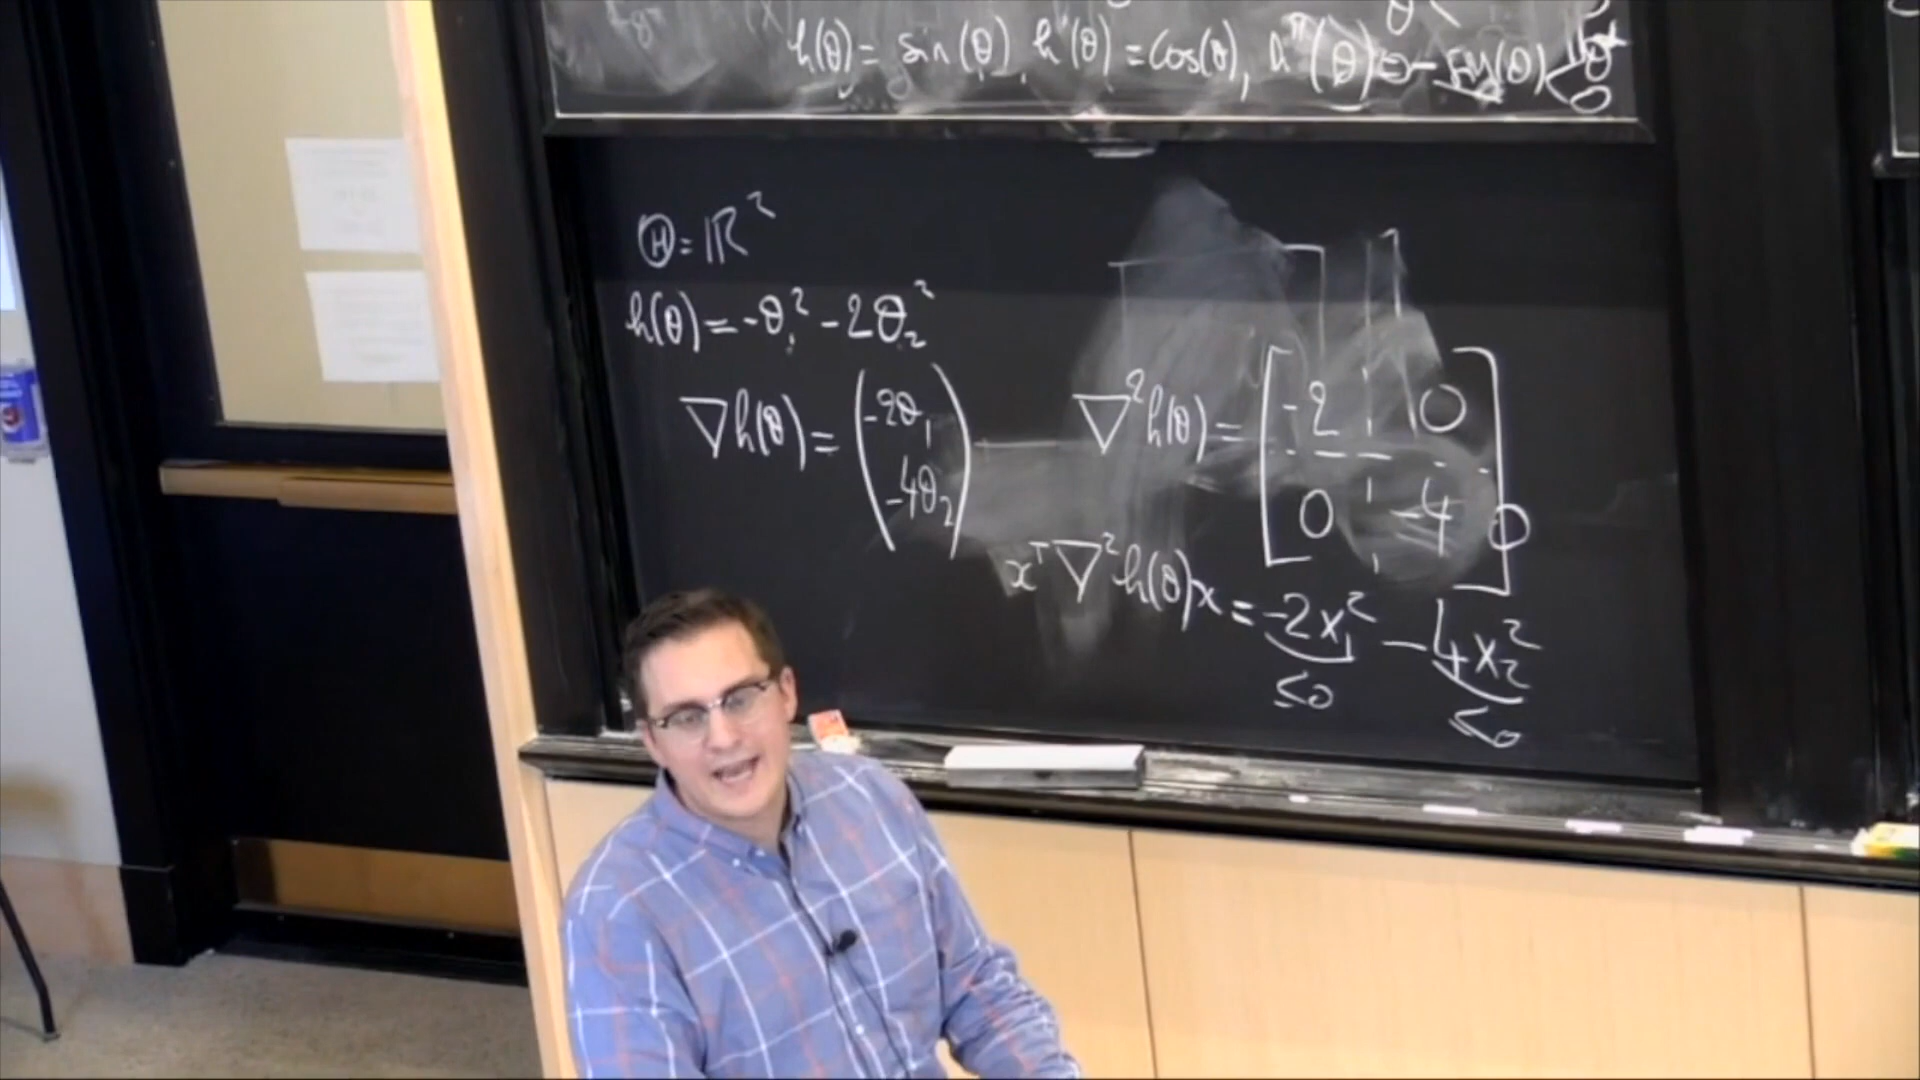 h(θ) = sin(θ), h'(θ) = cos(θ), h''(θ) = - sin(θ) < 0
Ⓗ = ℝ²
h(θ) = -θ₁² - 2θ₂²
∇h(θ) = (-2θ₁
-4θ₂)
∇²h(θ) = [-2 0
0 -4]
xᵀ∇²h(θ)x = -2x₁² - 4x₂²
≤0 ≤0